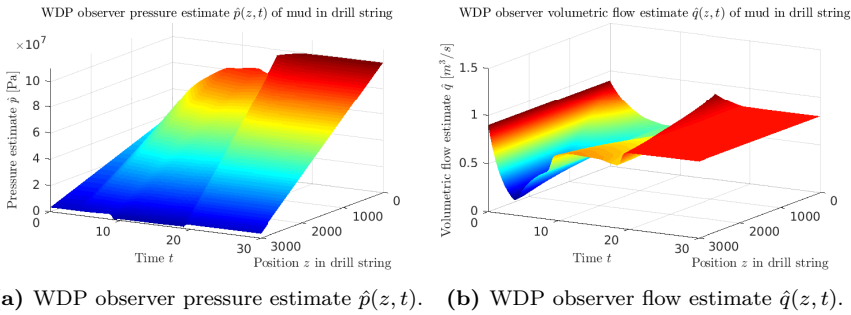 WDP observer pressure estimate p̂(z, t) of mud in drill string
×10⁷
Pressure estimate p̂ [Pa]
10
8
6
4
2
0
0
10
20
30
Time t
3000
2000
1000
0
Position z in drill string
WDP observer volumetric flow estimate q̂(z, t) of mud in drill string
Volumetric flow estimate q̂ [m³/s]
1.5
1
0.5
0
0
10
20
30
Time t
3000
2000
1000
0
Position z in drill string
a) WDP observer pressure estimate p̂(z, t).
(b) WDP observer flow estimate q̂(z, t).